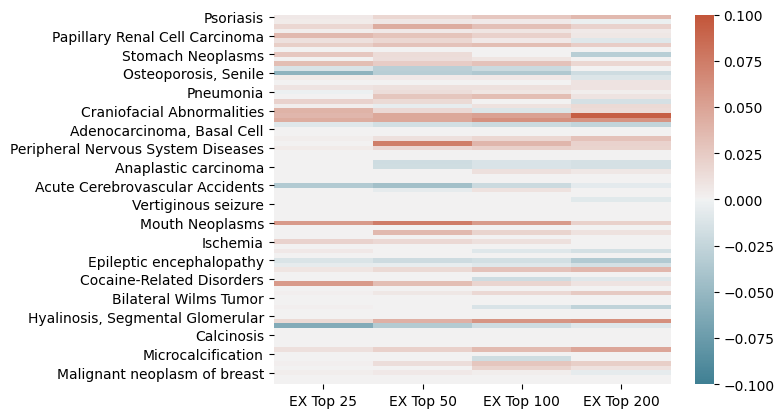 Psoriasis
Papillary Renal Cell Carcinoma
Stomach Neoplasms
Osteoporosis, Senile
Pneumonia
Craniofacial Abnormalities
Adenocarcinoma, Basal Cell
Peripheral Nervous System Diseases
Anaplastic carcinoma
Acute Cerebrovascular Accidents
Vertiginous seizure
Mouth Neoplasms
Ischemia
Epileptic encephalopathy
Cocaine-Related Disorders
Bilateral Wilms Tumor
Hyalinosis, Segmental Glomerular
Calcinosis
Microcalcification
Malignant neoplasm of breast
EX Top 25 EX Top 50 EX Top 100 EX Top 200
0.100
0.075
0.050
0.025
0.000
−0.025
−0.050
−0.075
−0.100